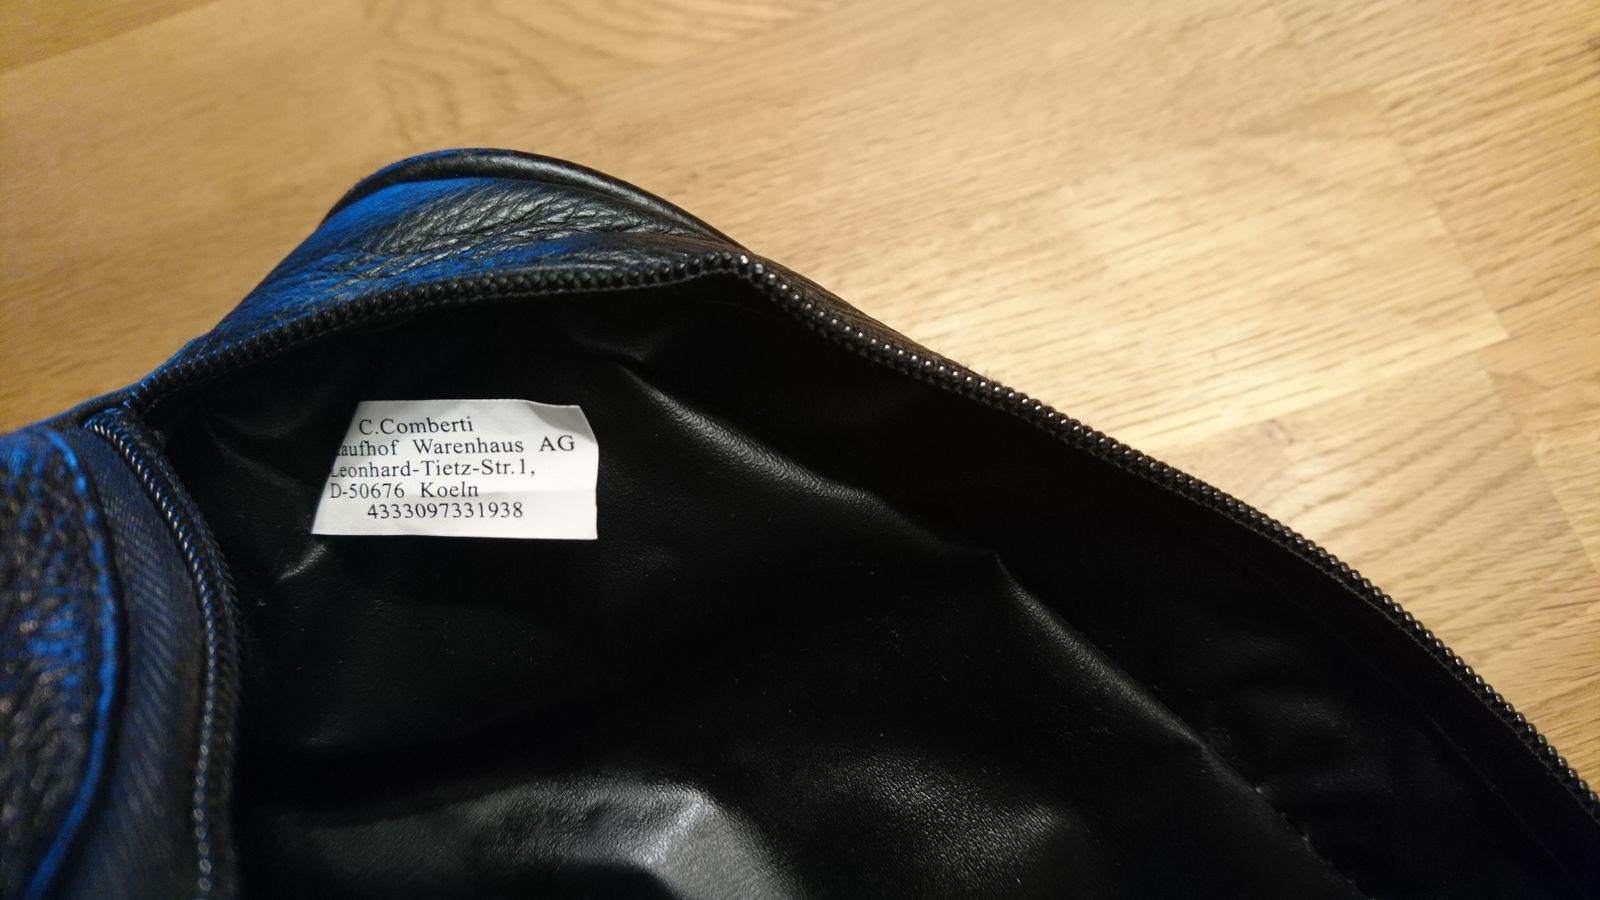 C.Comberti
aufhof Warenhaus AG
Leonhard-Tietz-Str.1,
D-50676 Koeln
4333097331938